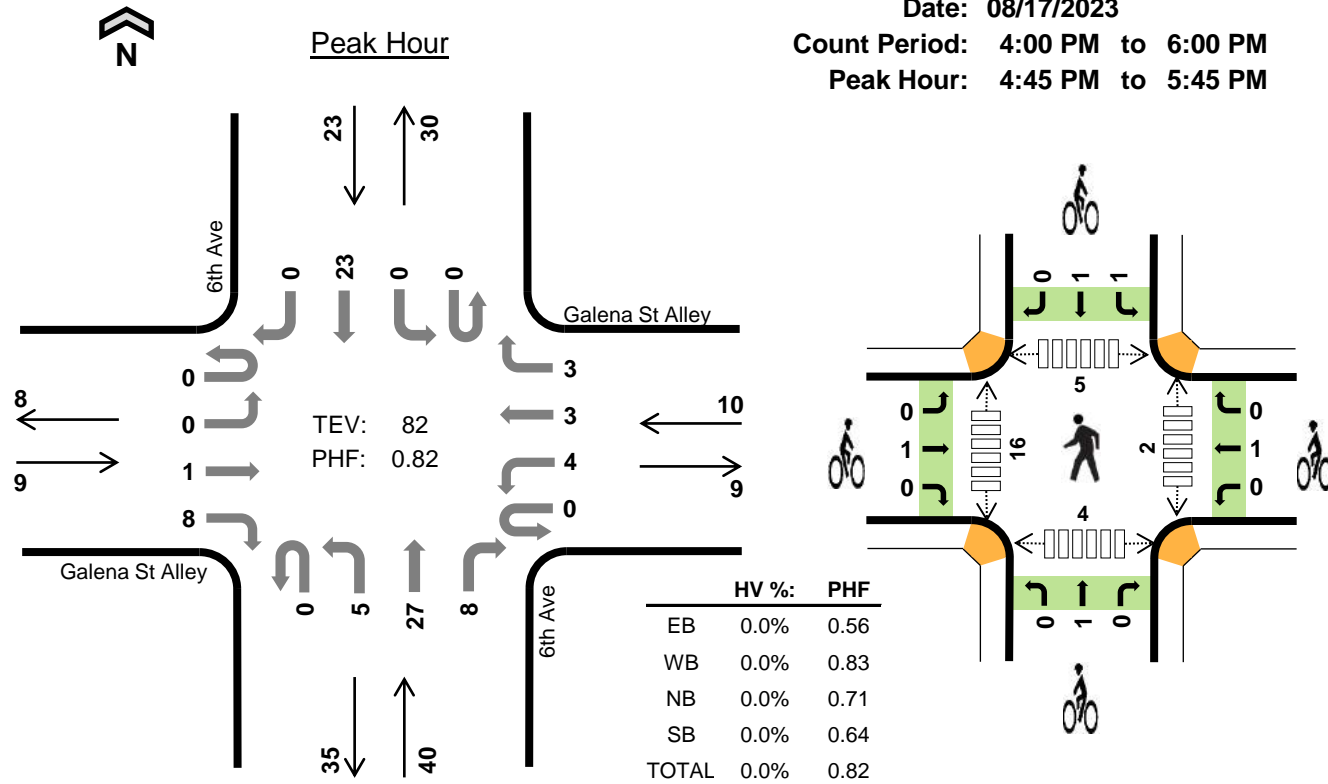 Date: 08/17/2023
Count Period: 4:00 PM to 6:00 PM
Peak Hour: 4:45 PM to 5:45 PM
N
Peak Hour
23
30
6th Ave
0
23
0
0
Galena St Alley
0
0
1
8
8
9
TEV: 82
PHF: 0.82
3
3
4
0
10
9
Galena St Alley
0
5
27
8
6th Ave
35
40
HV %: PHF
EB 0.0% 0.56
WB 0.0% 0.83
NB 0.0% 0.71
SB 0.0% 0.64
TOTAL 0.0% 0.82
0 1 1
5
0
1
0
16
2
0
1
0
4
0 1 0